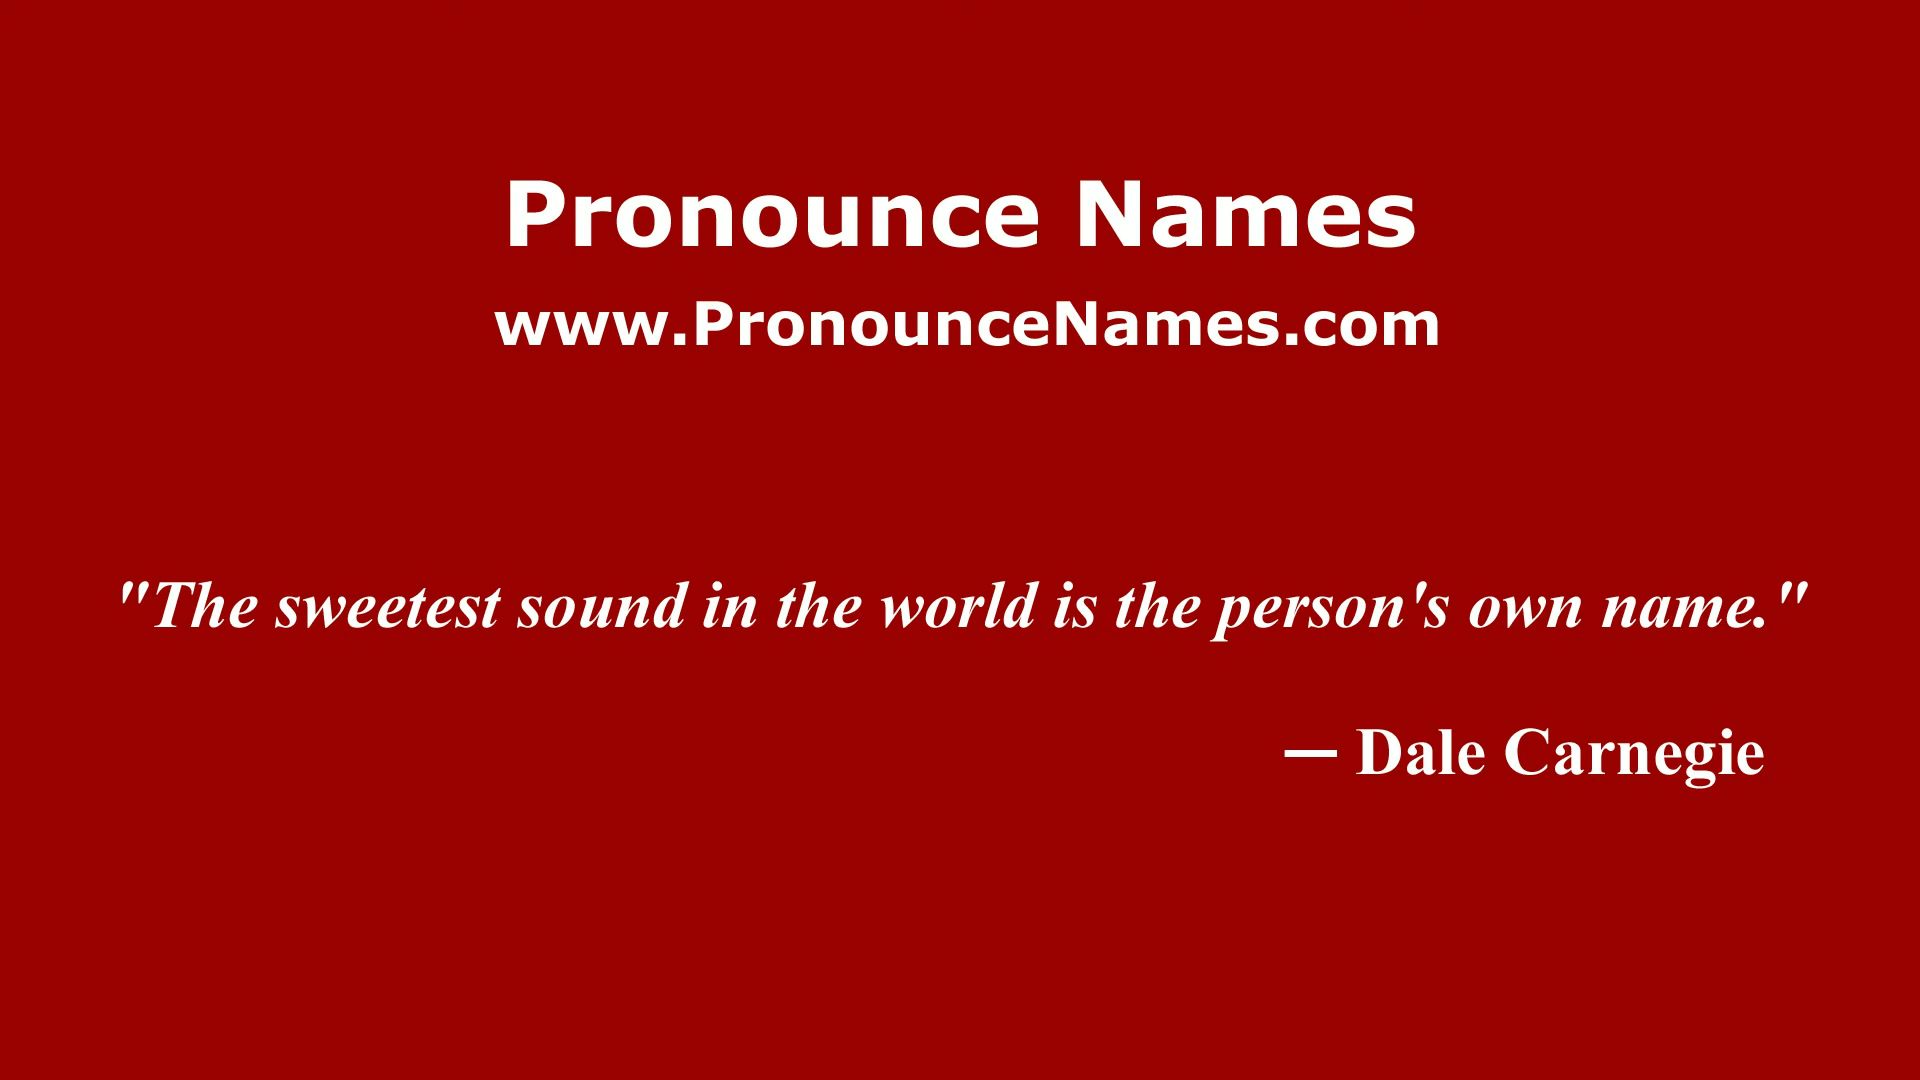 Pronounce Names
www.PronounceNames.com
"The sweetest sound in the world is the person's own name."
— Dale Carnegie